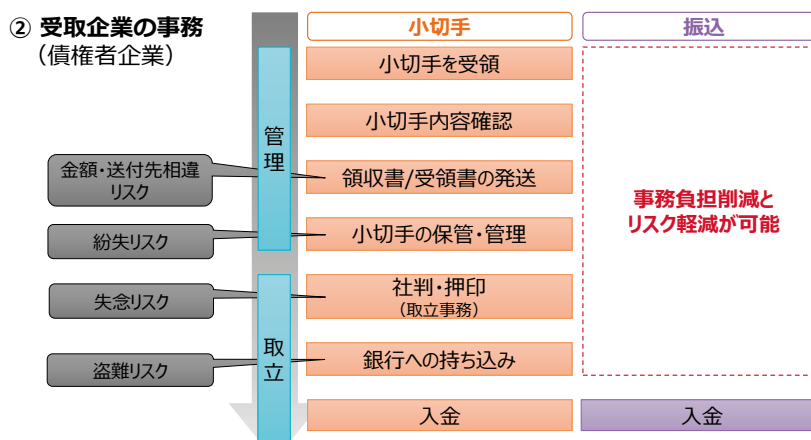 ② 受取企業の事務
（債権者企業）
小切手
振込
管理
取立
小切手を受領
小切手内容確認
領収書/受領書の発送
小切手の保管・管理
社判・押印
（取立事務）
銀行への持ち込み
入金
金額・送付先相違
リスク
紛失リスク
失念リスク
盗難リスク
事務負担削減と
リスク軽減が可能
入金